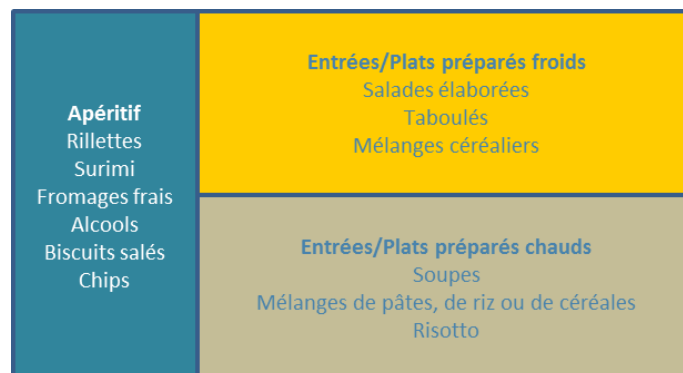 Apéritif
Rillettes
Surimi
Fromages frais
Alcools
Biscuits salés
Chips
Entrées/Plats préparés froids
Salades élaborées
Taboulés
Mélanges céréaliers
Entrées/Plats préparés chauds
Soupes
Mélanges de pâtes, de riz ou de céréales
Risotto